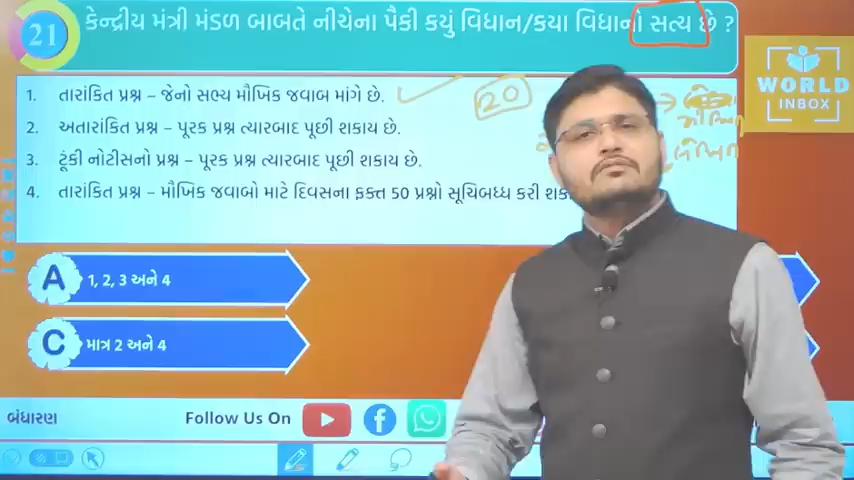 21 કેન્દ્રીય મંત્રી મંડળ બાબતે નીચેના પૈકી કયું વિધાન/કયા વિધાનો સત્ય છે ?
1. તારાંકિત પ્રશ્ન – જેનો સભ્ય મૌખિક જવાબ માંગે છે.
20
2. અતારાંકિત પ્રશ્ન – પૂરક પ્રશ્ન ત્યારબાદ પૂછી શકાય છે.
3. ટૂંકી નોટીસનો પ્રશ્ન – પૂરક પ્રશ્ન ત્યારબાદ પૂછી શકાય છે.
4. તારાંકિત પ્રશ્ન – મૌખિક જવાબો માટે દિવસના ફક્ત 50 પ્રશ્નો સૂચિબધ્ધ કરી
WORLD
INBOX
A 1, 2, 3 અને 4
C માત્ર 2 અને 4
બંધારણ
Follow Us On